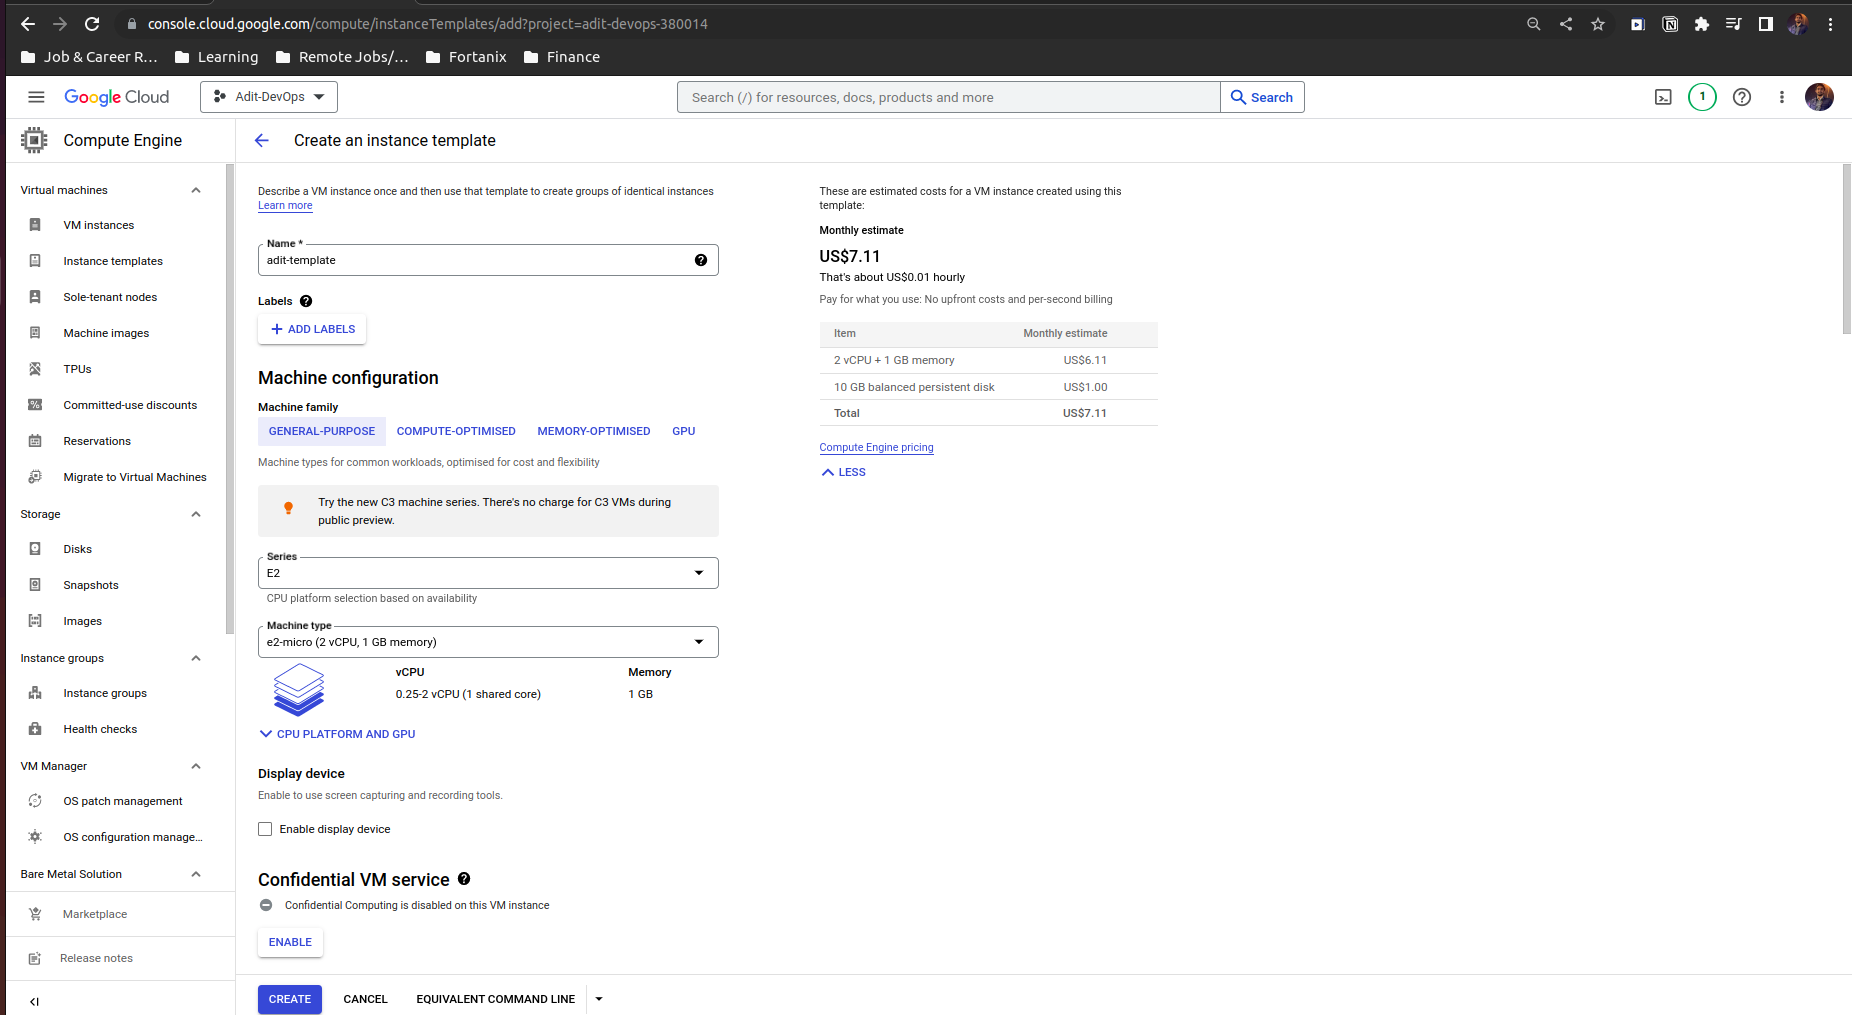 console.cloud.google.com/compute/instanceTemplates/add?project=adit-devops-380014
Job & Career R... Learning Remote Jobs/... Fortanix Finance
Google Cloud Adit-DevOps Search (/) for resources, docs, products and more Search 1
Compute Engine
Create an instance template
Virtual machines
VM instances
Instance templates
Sole-tenant nodes
Machine images
TPUs
Committed-use discounts
Reservations
Migrate to Virtual Machines
Storage
Disks
Snapshots
Images
Instance groups
Instance groups
Health checks
VM Manager
OS patch management
OS configuration manage...
Bare Metal Solution
Marketplace
Release notes
Describe a VM instance once and then use that template to create groups of identical instances
Learn more
Name *
adit-template
Labels
ADD LABELS
Machine configuration
Machine family
GENERAL-PURPOSE COMPUTE-OPTIMISED MEMORY-OPTIMISED GPU
Machine types for common workloads, optimised for cost and flexibility
Try the new C3 machine series. There's no charge for C3 VMs during
public preview.
Series
E2
CPU platform selection based on availability
Machine type
e2-micro (2 vCPU, 1 GB memory)
vCPU Memory
0.25-2 vCPU (1 shared core) 1 GB
CPU PLATFORM AND GPU
Display device
Enable to use screen capturing and recording tools.
Enable display device
Confidential VM service
Confidential Computing is disabled on this VM instance
ENABLE
CREATE CANCEL EQUIVALENT COMMAND LINE
These are estimated costs for a VM instance created using this
template:
Monthly estimate
US$7.11
That's about US$0.01 hourly
Pay for what you use: No upfront costs and per-second billing
Item Monthly estimate
2 vCPU + 1 GB memory US$6.11
10 GB balanced persistent disk US$1.00
Total US$7.11
Compute Engine pricing
LESS